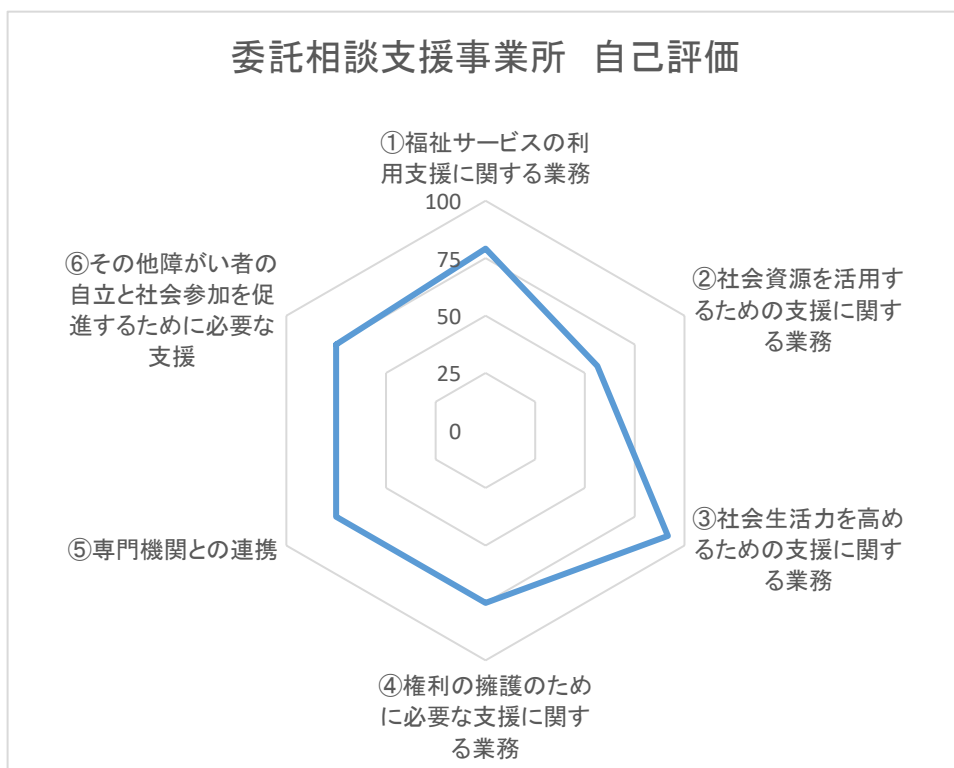 委託相談支援事業所　自己評価
①福祉サービスの利
用支援に関する業務
100
75
50
25
0
②社会資源を活用す
るための支援に関す
る業務
③社会生活力を高め
るための支援に関す
る業務
④権利の擁護のため
に必要な支援に関す
る業務
⑤専門機関との連携
⑥その他障がい者の
自立と社会参加を促
進するために必要な
支援